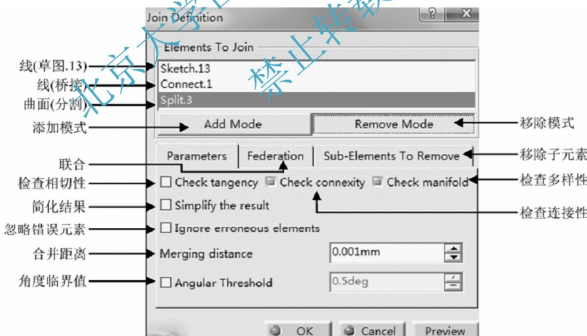 Join Definition
Elements To Join
线(草图.13)
Sketch.13
线(桥接)
Connect.1
曲面(分割)
Split.3
添加模式
Add Mode
Remove Mode
移除模式
Parameters
Federation
Sub-Elements To Remove
移除子元素
联合
检查相切性
Check tangency
Check connexity
Check manifold
检查多样性
简化结果
Simplify the result
检查连接性
忽略错误元素
Ignore erroneous elements
合并距离
Merging distance
0.001mm
角度临界值
Angular Threshold
0.5deg
OK
Cancel
Preview
北京大学
禁止转载